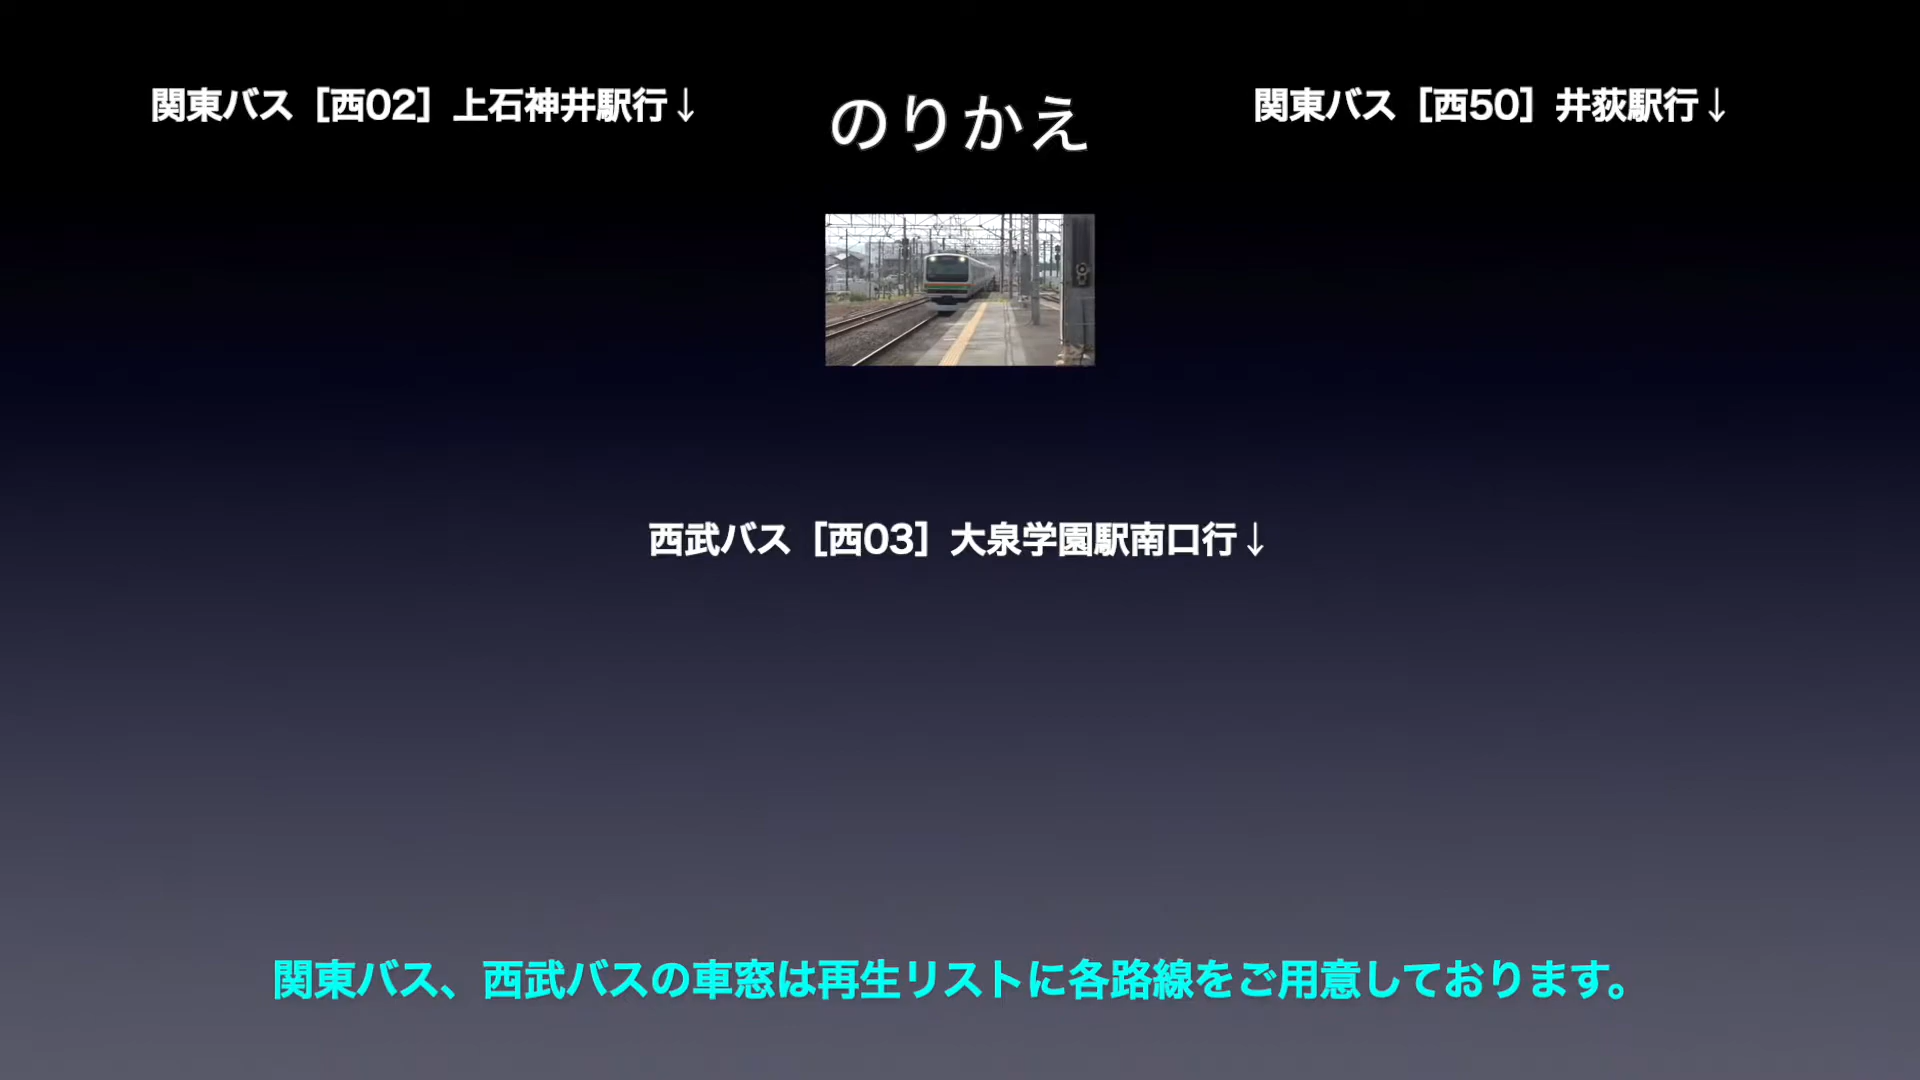 関東バス［西02］上石神井駅行↓
のりかえ
関東バス［西50］井荻駅行↓
西武バス［西03］大泉学園駅南口行↓
関東バス、西武バスの車窓は再生リストに各路線をご用意しております。